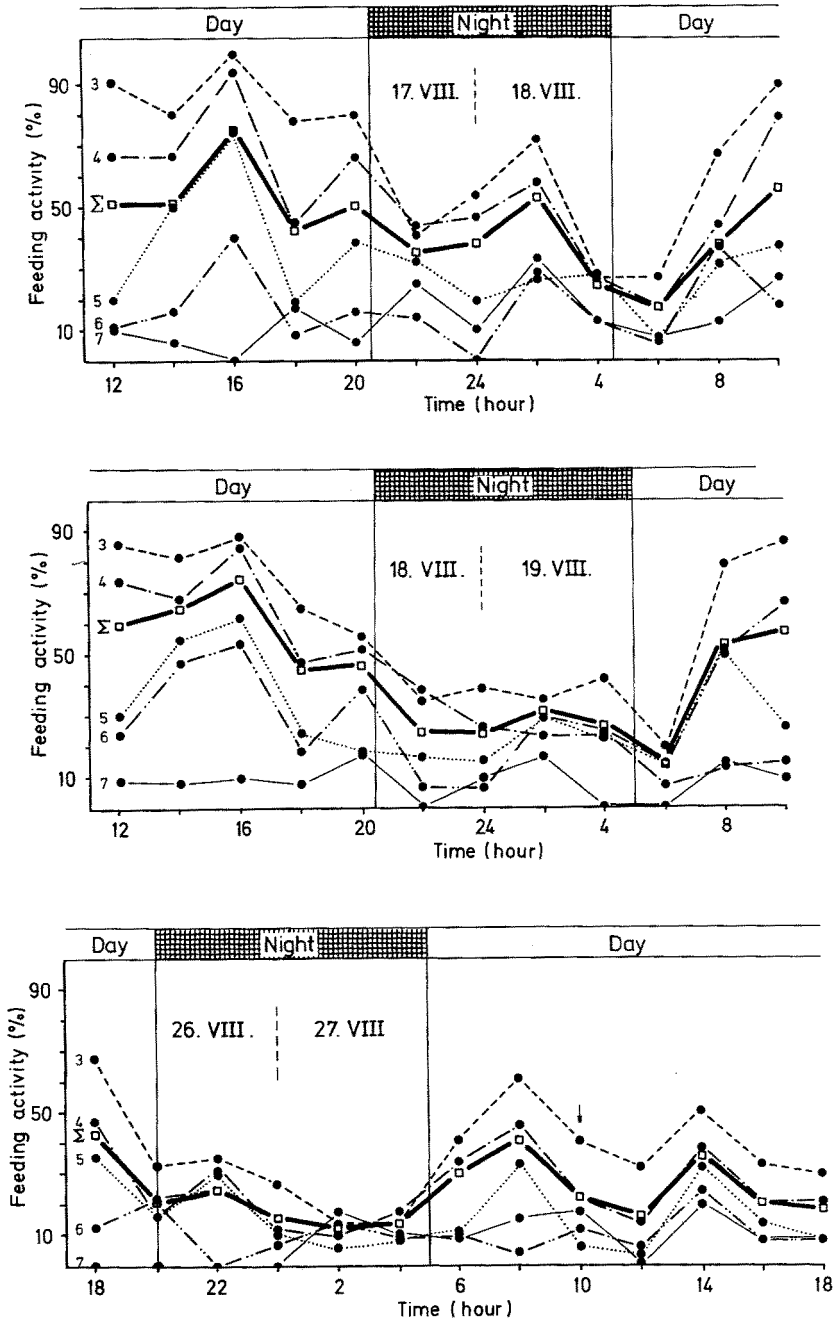 Day Night Day
Feeding activity (%)
90
50
10
3
4
Σ
5
6
7
17. VIII. 18. VIII.
12 16 20 24 4 8
Time (hour)
Day Night Day
Feeding activity (%)
90
50
10
3
4
Σ
5
6
7
18. VIII. 19. VIII.
12 16 20 24 4 8
Time (hour)
Day Night Day
Feeding activity (%)
90
50
10
3
4
Σ
5
6
7
26. VIII. 27. VIII
18 22 2 6 10 14 18
Time (hour)